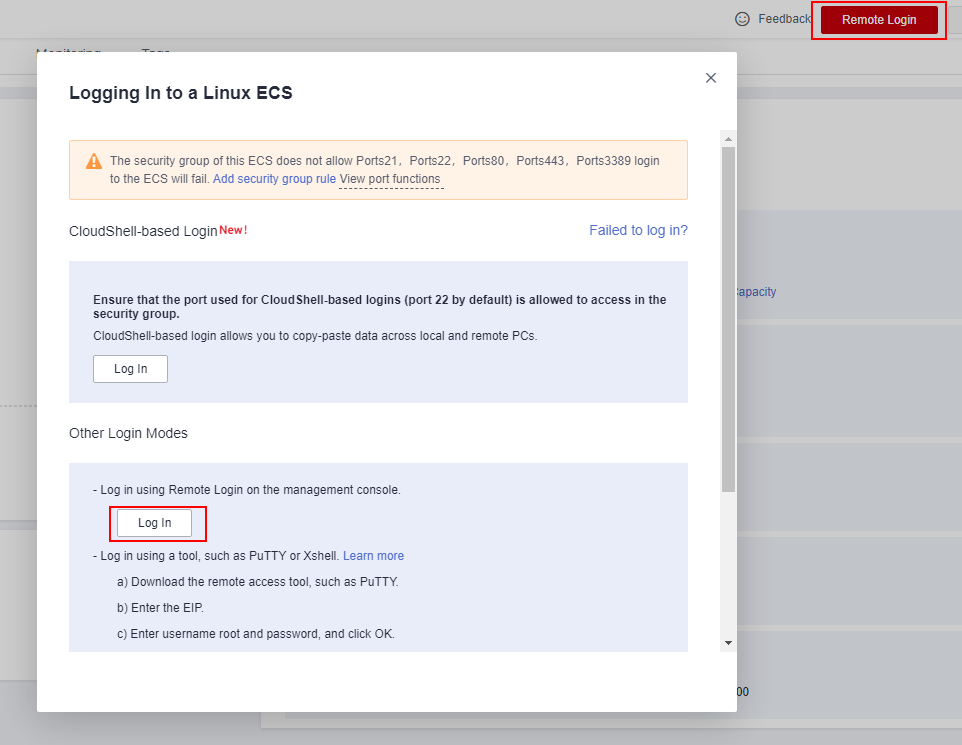 Feedback
Remote Login
Monitoring Tags
Logging In to a Linux ECS
The security group of this ECS does not allow Ports21, Ports22, Ports80, Ports443, Ports3389 login
to the ECS will fail. Add security group rule View port functions
CloudShell-based Login New!
Failed to log in?
Ensure that the port used for CloudShell-based logins (port 22 by default) is allowed to access in the
security group.
CloudShell-based login allows you to copy-paste data across local and remote PCs.
Capacity
Log In
Other Login Modes
- Log in using Remote Login on the management console.
Log In
- Log in using a tool, such as PuTTY or Xshell. Learn more
a) Download the remote access tool, such as PuTTY.
b) Enter the EIP.
c) Enter username root and password, and click OK.
00